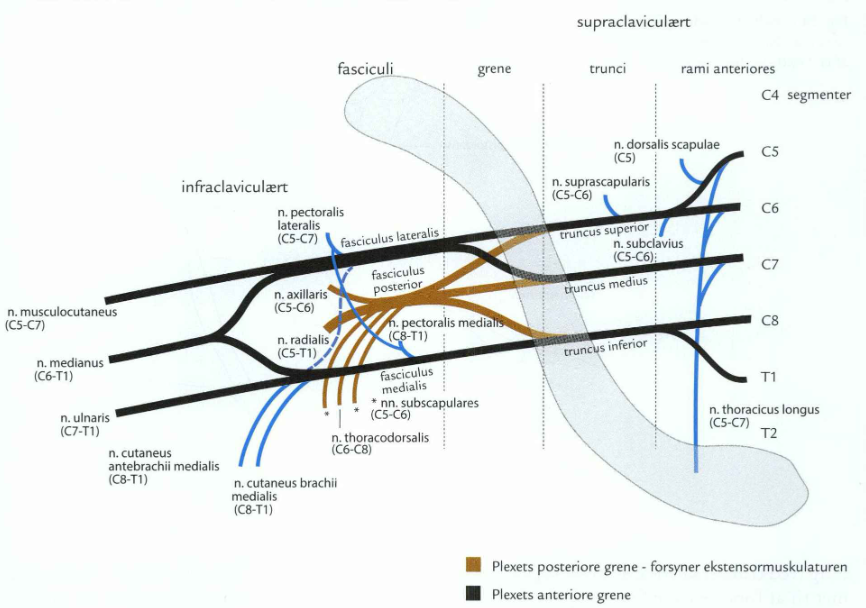 supraclaviculært
fasciculi
grene
trunci
rami anteriores
C4 segmenter
n. dorsalis scapulae
(C5)
C5
infraclaviculært
n. suprascapularis
(C5-C6)
C6
n. pectoralis
lateralis
(C5-C7)
fasciculus lateralis
truncus superior
n. subclavius
(C5-C6)
C7
fasciculus
posterior
truncus medius
n. axillaris
(C5-C6)
n. musculocutaneus
(C5-C7)
n. pectoralis medialis
(C8-T1)
C8
n. radialis
(C5-T1)
truncus inferior
n. medianus
(C6-T1)
fasciculus
medialis
T1
* nn. subscapulares
(C5-C6)
* *
n. ulnaris
(C7-T1)
n. thoracicus longus
(C5-C7)
T2
n. thoracodorsalis
(C6-C8)
n. cutaneus
antebrachii medialis
(C8-T1)
n. cutaneus brachii
medialis
(C8-T1)
Plexets posteriore grene - forsyner ekstensormuskulaturen
Plexets anteriore grene